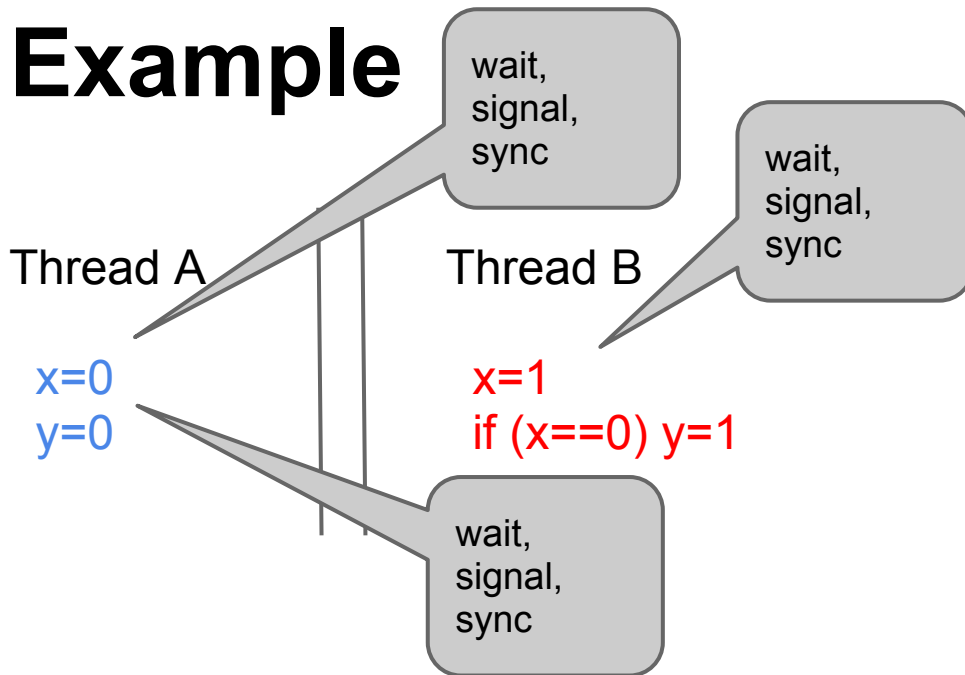 Example
wait,
signal,
sync
wait,
signal,
sync
Thread A
Thread B
x=0
y=0
x=1
if (x==0) y=1
wait,
signal,
sync